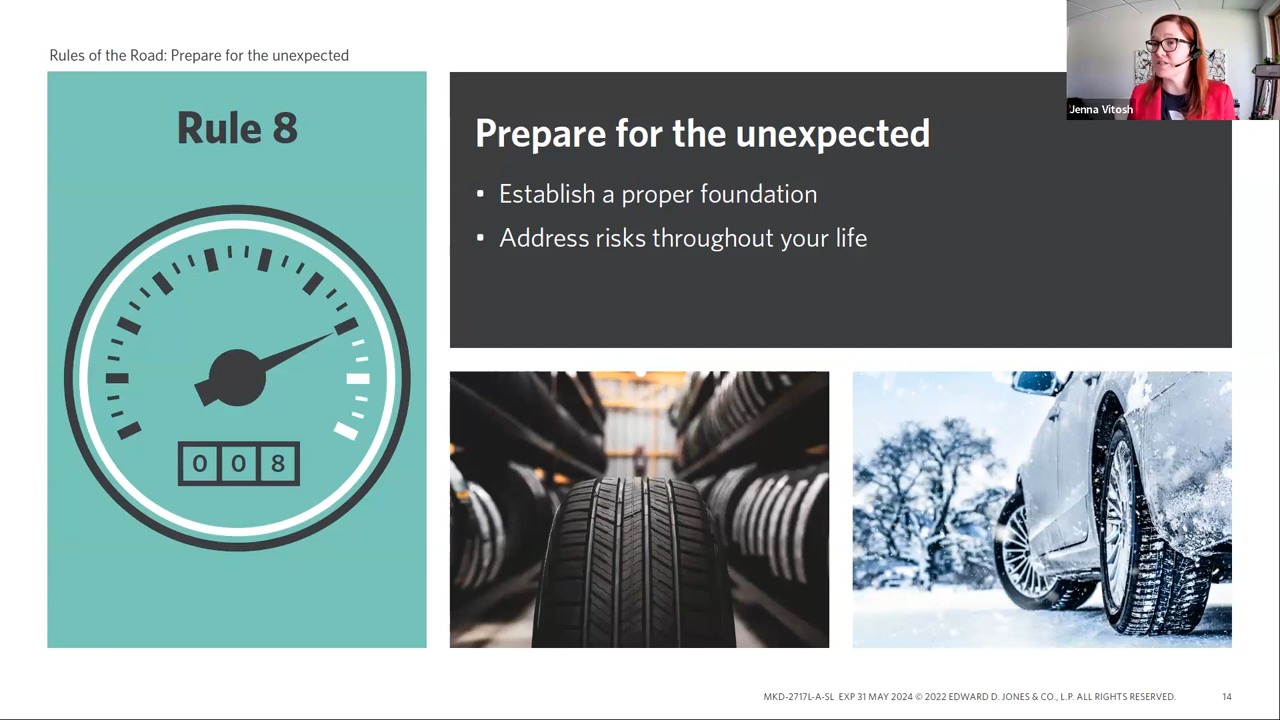 Rules of the Road: Prepare for the unexpected
Jenna Vitosh
Rule 8
Prepare for the unexpected
• Establish a proper foundation
• Address risks throughout your life
0 0 8
MKD-2717L-A-SL EXP 31 MAY 2024 © 2022 EDWARD D. JONES & CO., L.P. ALL RIGHTS RESERVED.
14